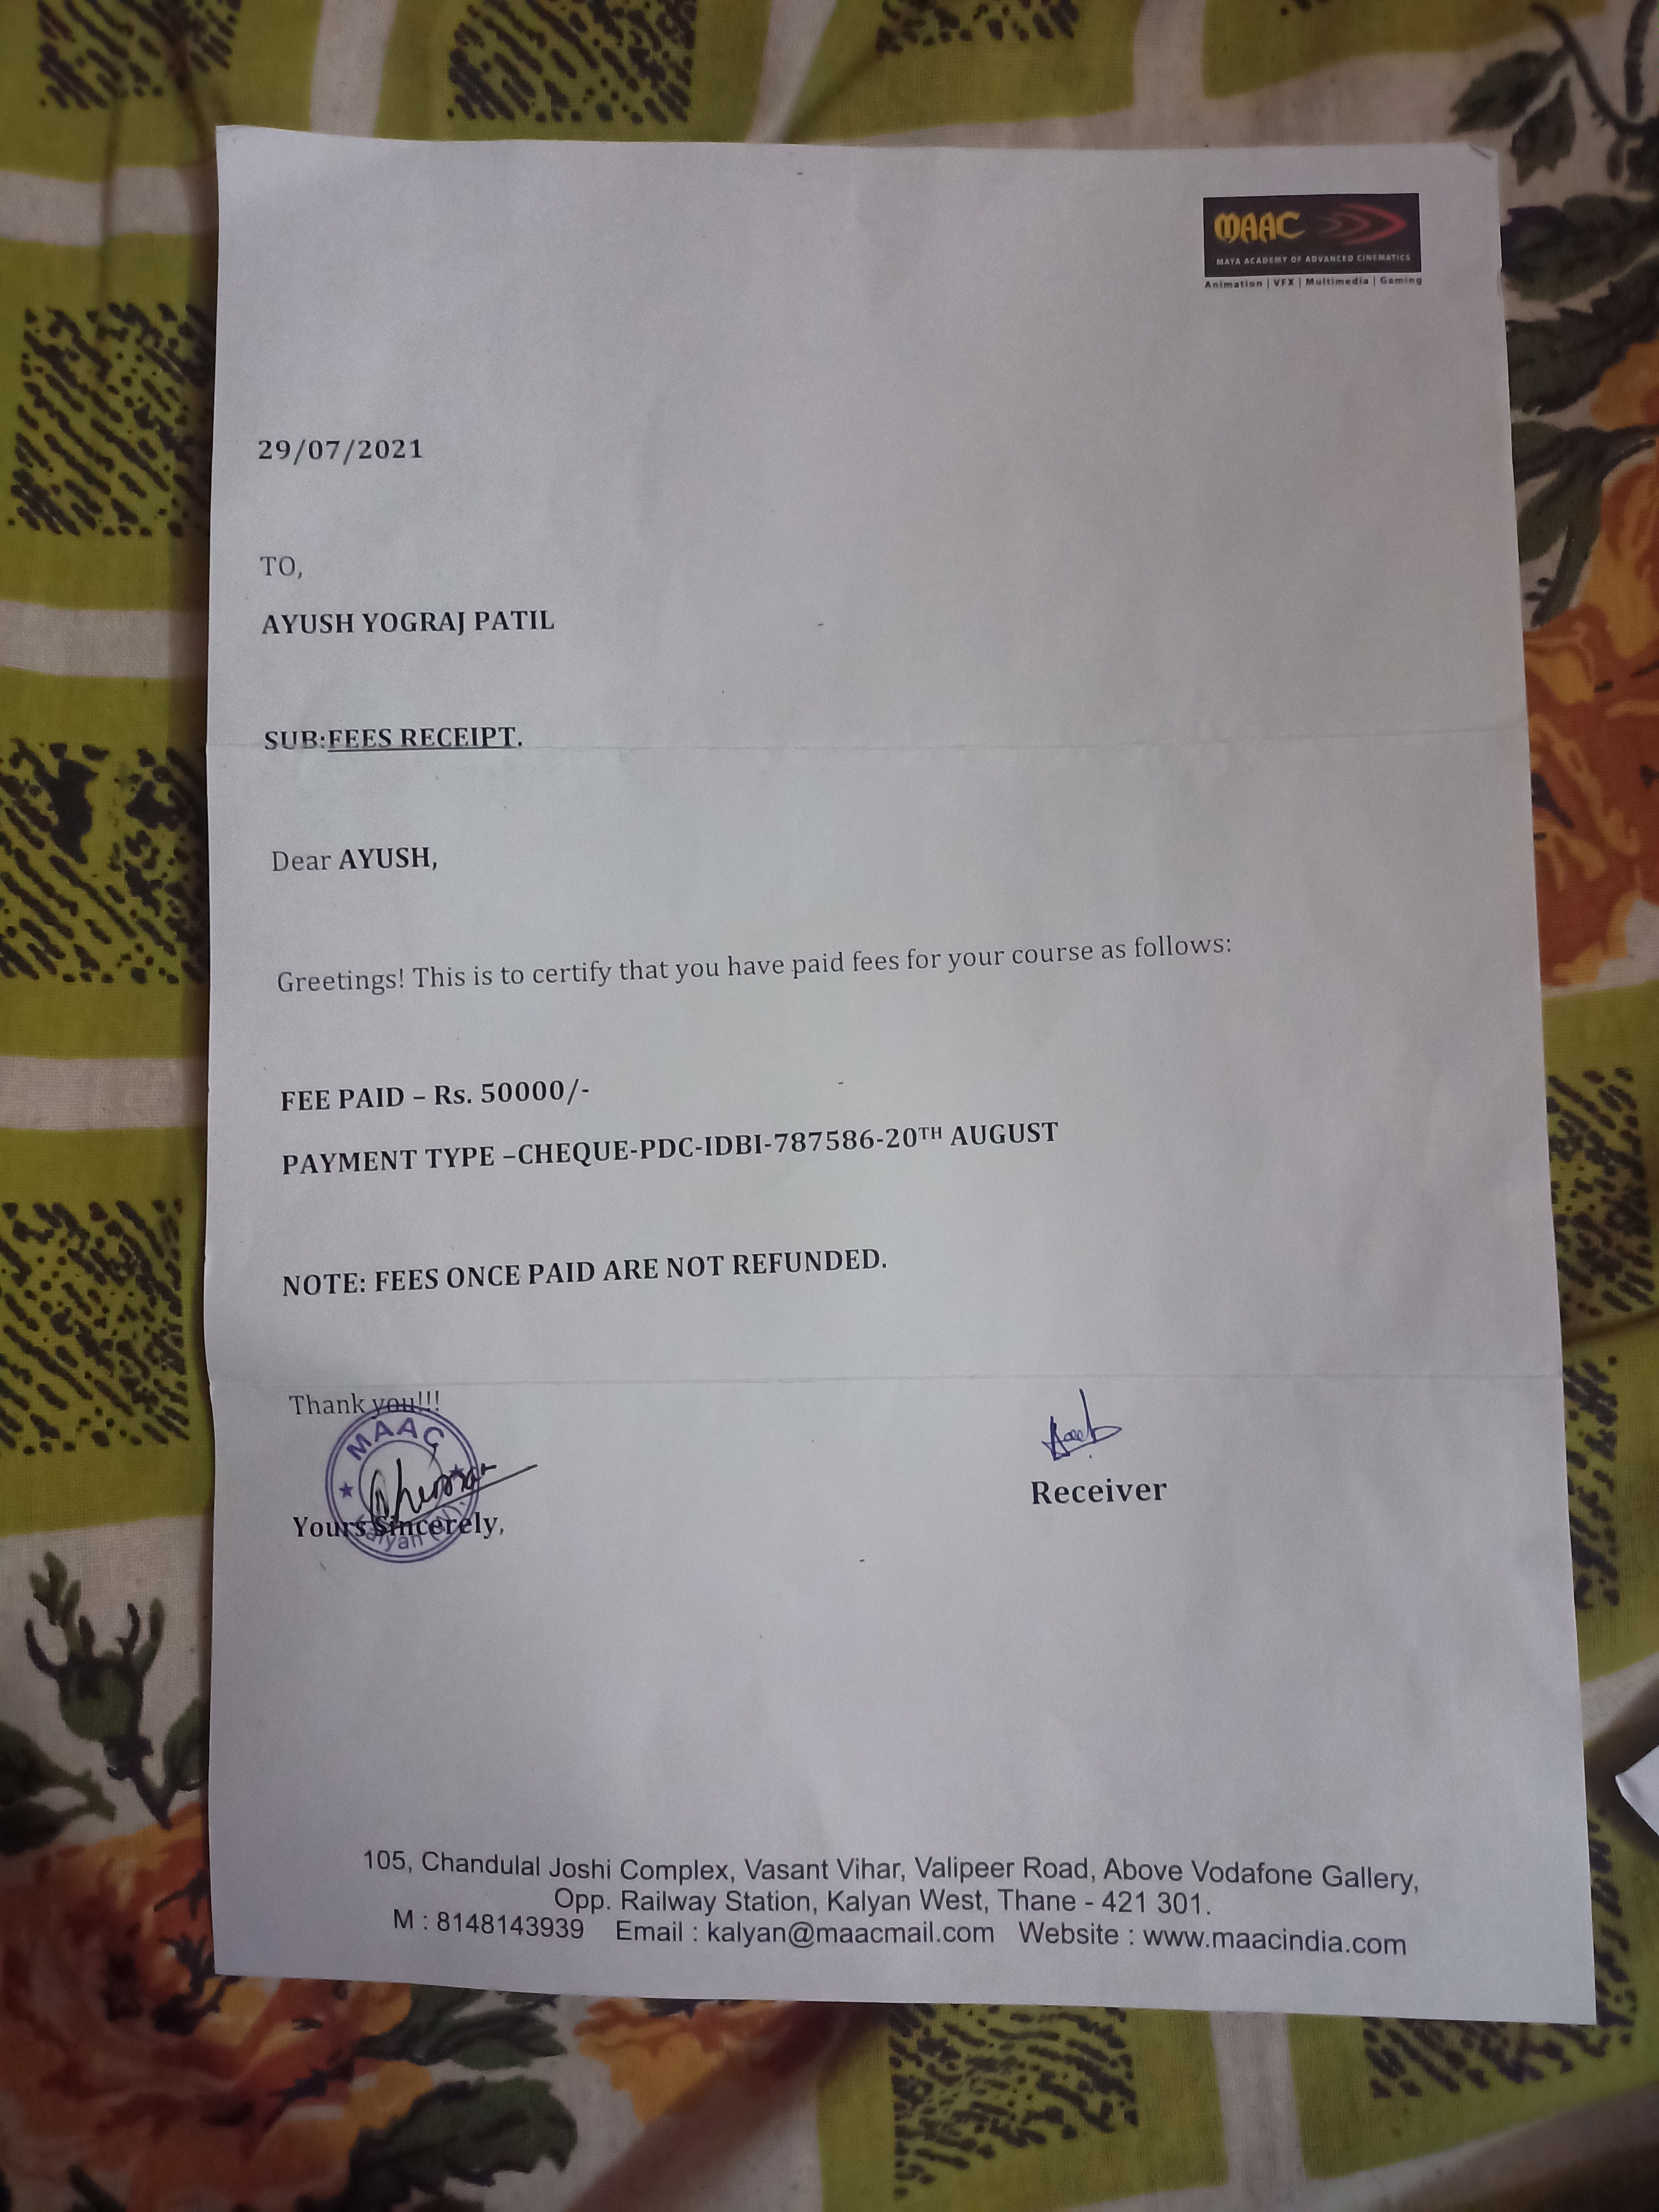 MAAC
MAYA ACADEMY OF ADVANCED CINEMATICS
Animation | VFX | Multimedia | Gaming
29/07/2021
TO,
AYUSH YOGRAJ PATIL
SUB:FEES RECEIPT.
Dear AYUSH,
Greetings! This is to certify that you have paid fees for your course as follows:
FEE PAID – Rs. 50000/-
PAYMENT TYPE –CHEQUE-PDC-IDBI-787586-20TH AUGUST
NOTE: FEES ONCE PAID ARE NOT REFUNDED.
Thank you!!!
MAAC
Kalyan (W).
Yours Sincerely,
Receiver
105, Chandulal Joshi Complex, Vasant Vihar, Valipeer Road, Above Vodafone Gallery,
Opp. Railway Station, Kalyan West, Thane - 421 301.
M : 8148143939 Email : kalyan@maacmail.com Website : www.maacindia.com